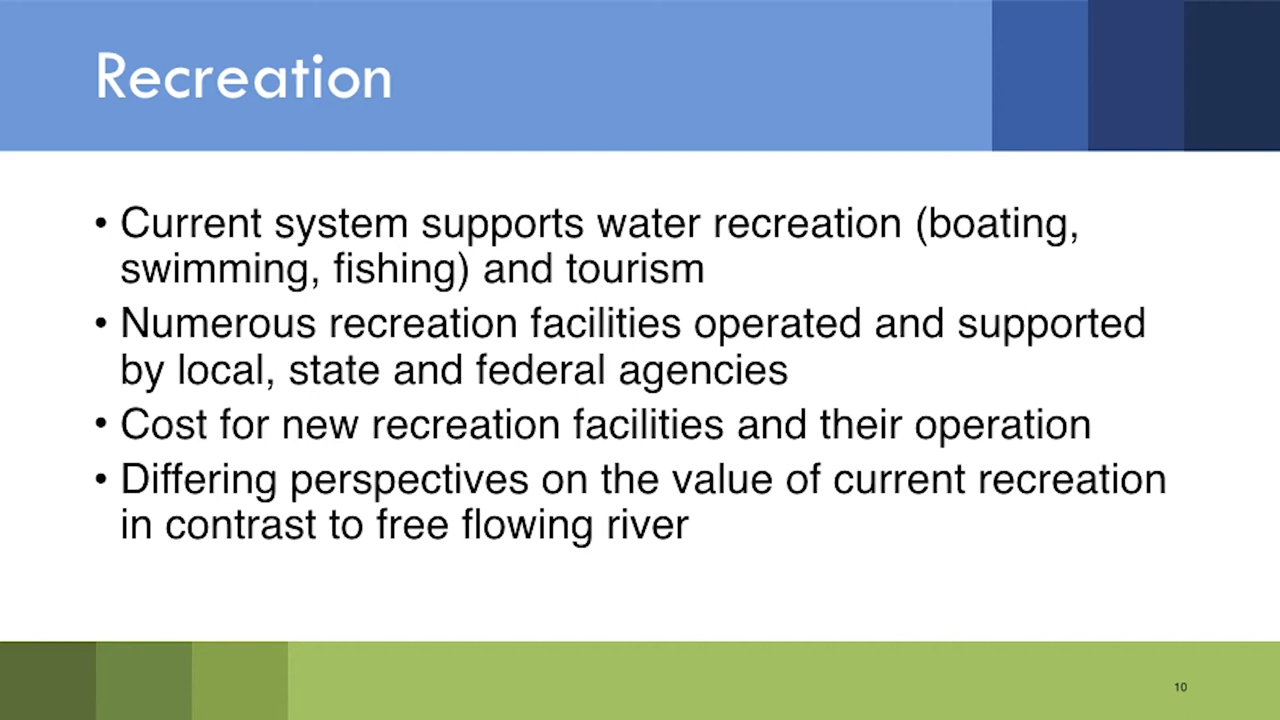 Recreation
• Current system supports water recreation (boating,
swimming, fishing) and tourism
• Numerous recreation facilities operated and supported
by local, state and federal agencies
• Cost for new recreation facilities and their operation
• Differing perspectives on the value of current recreation
in contrast to free flowing river
10